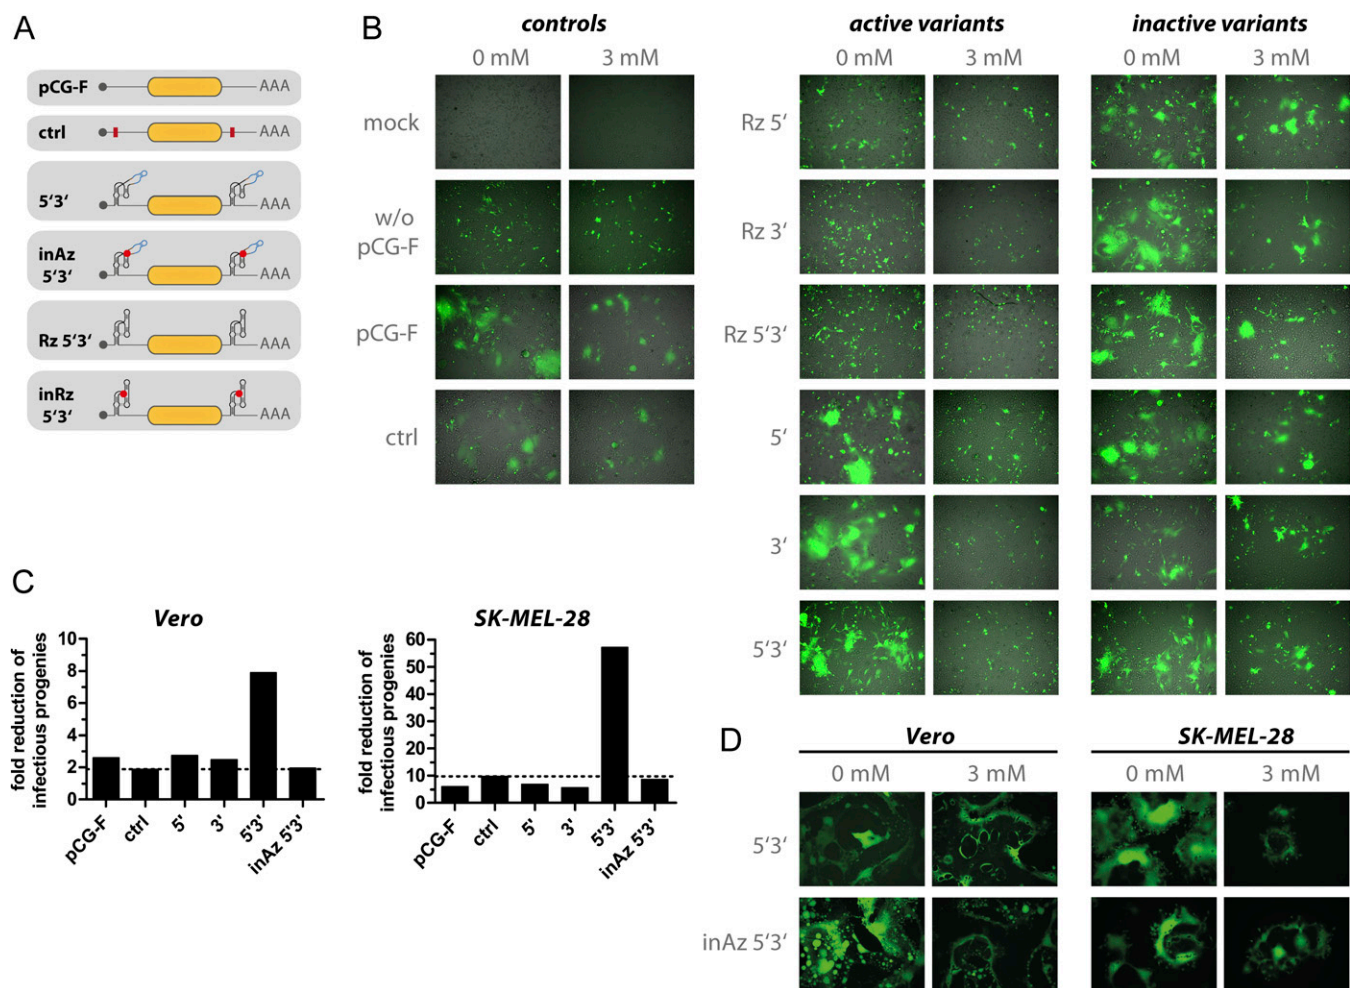 A
pCG-F
AAA
ctrl
AAA
5‘3‘
AAA
inAz
5‘3‘
AAA
Rz 5‘3‘
AAA
inRz
5‘3‘
AAA
B
controls
active variants
inactive variants
0 mM
3 mM
0 mM
3 mM
0 mM
3 mM
mock
w/o
pCG-F
pCG-F
ctrl
Rz 5‘
Rz 3‘
Rz 5‘3‘
5‘
3‘
5‘3‘
C
Vero
fold reduction of
infectious progenies
10
8
6
4
2
0
pCG-F
ctrl
5'
3'
5'3'
inAz 5'3'
SK-MEL-28
fold reduction of
infectious progenies
60
50
40
30
20
10
0
pCG-F
ctrl
5'
3'
5'3'
inAz 5'3'
D
Vero
SK-MEL-28
0 mM
3 mM
0 mM
3 mM
5‘3‘
inAz 5‘3‘